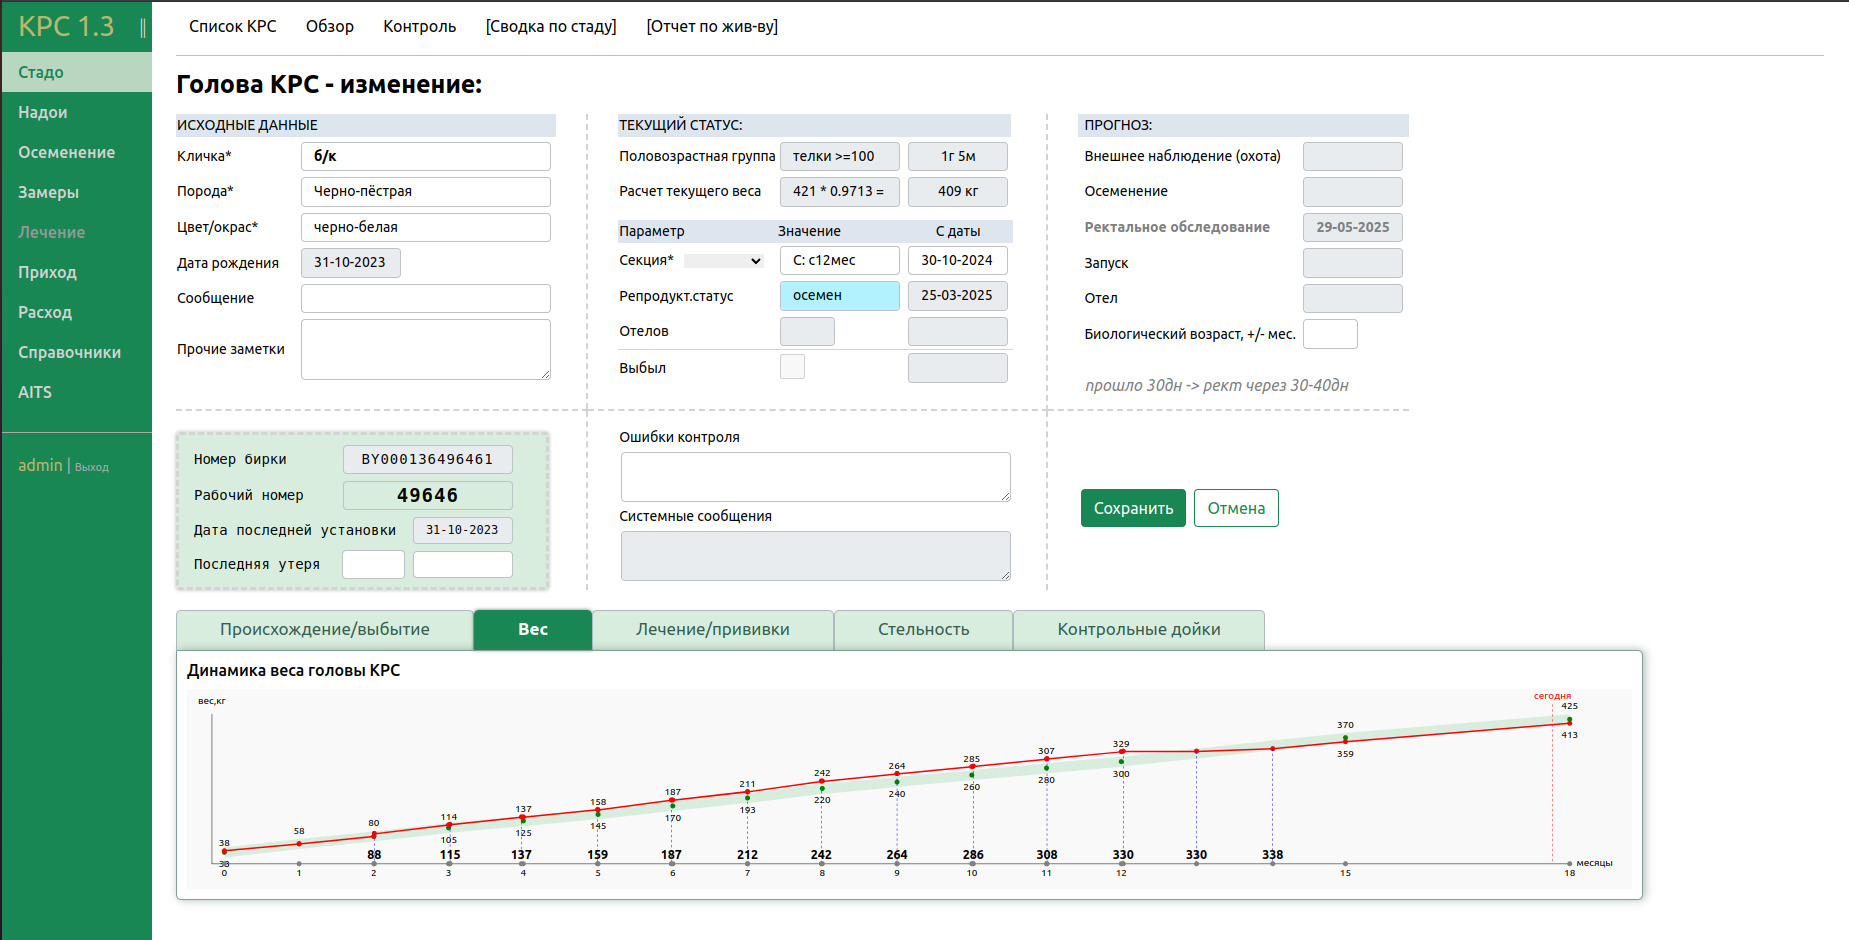 КРС 1.3 ||
Список КРС Обзор Контроль [Сводка по стаду] [Отчет по жив-ву]
Стадо
Надои
Осеменение
Замеры
Лечение
Приход
Расход
Справочники
AITS
admin | Выход
Голова КРС - изменение:
ИСХОДНЫЕ ДАННЫЕ
Кличка* б/к
Порода* Черно-пёстрая
Цвет/окрас* черно-белая
Дата рождения 31-10-2023
Сообщение
Прочие заметки
ТЕКУЩИЙ СТАТУС:
Половозрастная группа телки >=100 1г 5м
Расчет текущего веса 421 * 0.9713 = 409 кг
Параметр Значение С даты
Секция* С: с12мес 30-10-2024
Репродукт.статус осемен 25-03-2025
Отелов
Выбыл
ПРОГНОЗ:
Внешнее наблюдение (охота)
Осеменение
Ректальное обследование 29-05-2025
Запуск
Отел
Биологический возраст, +/- мес.
прошло 30дн -> рект через 30-40дн
Номер бирки BY000136496461
Рабочий номер 49646
Дата последней установки 31-10-2023
Последняя утеря
Ошибки контроля
Системные сообщения
Сохранить Отмена
Происхождение/выбытие Вес Лечение/прививки Стельность Контрольные дойки
Динамика веса головы КРС
вес,кг
сегодня
38 58 80 114 137 158 187 211 242 264 285 307 329 370 425
33 105 125 145 170 193 220 240 260 280 300 359 413
88 115 137 159 187 212 242 264 286 308 330 330 338
месяцы
0 1 2 3 4 5 6 7 8 9 10 11 12 15 18